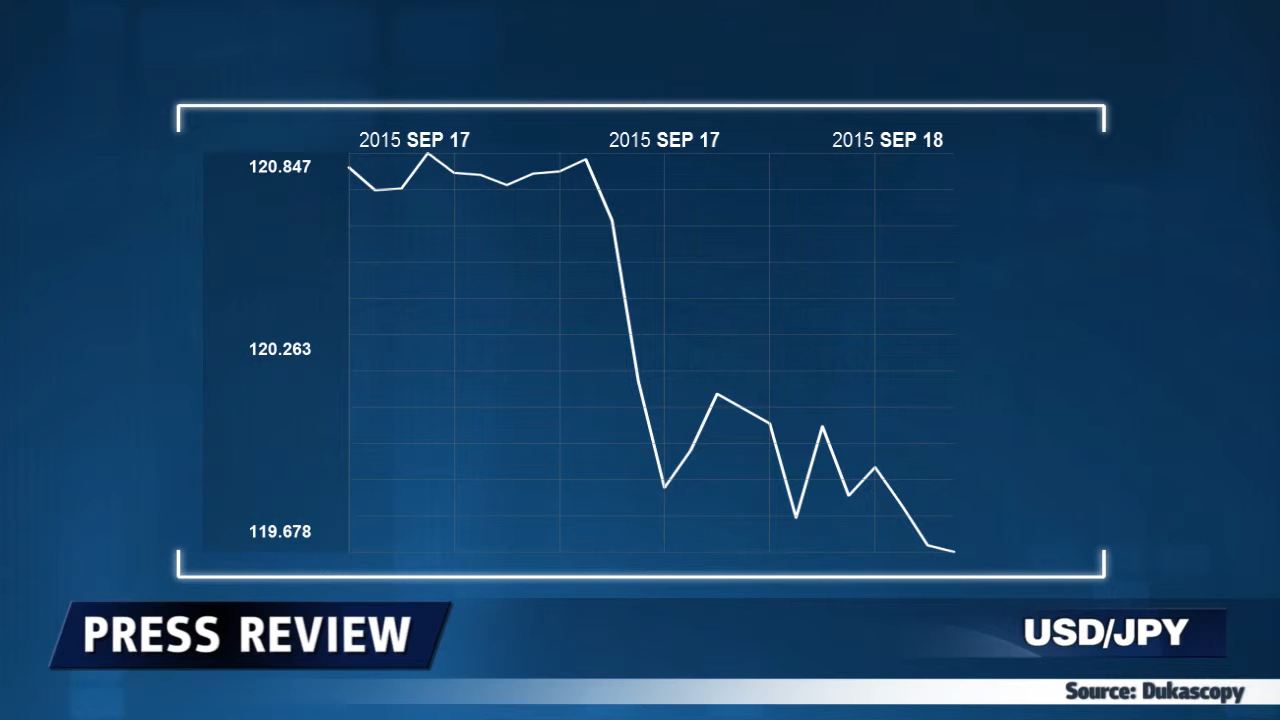 2015 SEP 17 2015 SEP 17 2015 SEP 18
120.847
120.263
119.678
PRESS REVIEW
USD/JPY
Source: Dukascopy